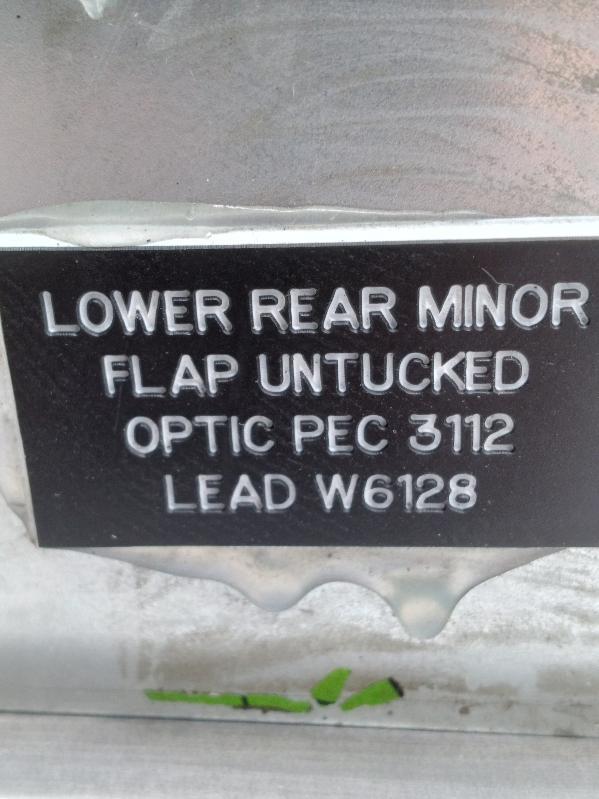 LOWER REAR MINOR
FLAP UNTUCKED
OPTIC PEC 3112
LEAD W6128